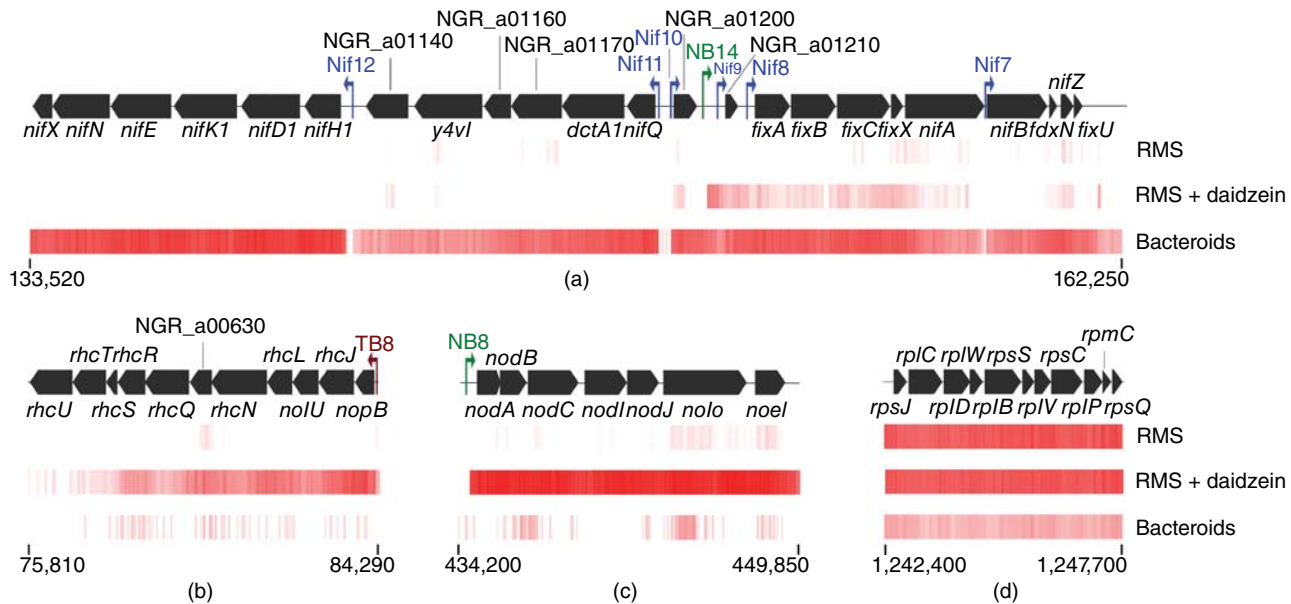 NGR_a01160
NGR_a01140
NGR_a01170
Nif10
NGR_a01200
NGR_a01210
Nif12
Nif11
NB14
Nif9
Nif8
Nif7
nifZ
nifX nifN nifE nifK1 nifD1 nifH1 y4vI dctA1 nifQ fixA fixB fixC fixX nifA nifB fdxN fixU
RMS
RMS + daidzein
Bacteroids
133,520
162,250
(a)
NGR_a00630
TB8
rhcT rhcR rhcL rhcJ
rhcU rhcS rhcQ rhcN nolU nopB
75,810
84,290
(b)
NB8
nodB
nodA nodC nodI nodJ nolo noeI
434,200
449,850
(c)
rpmC
rplC rplW rpsS rpsC
rpsJ rplD rplB rplV rplP rpsQ
RMS
RMS + daidzein
Bacteroids
1,242,400
1,247,700
(d)